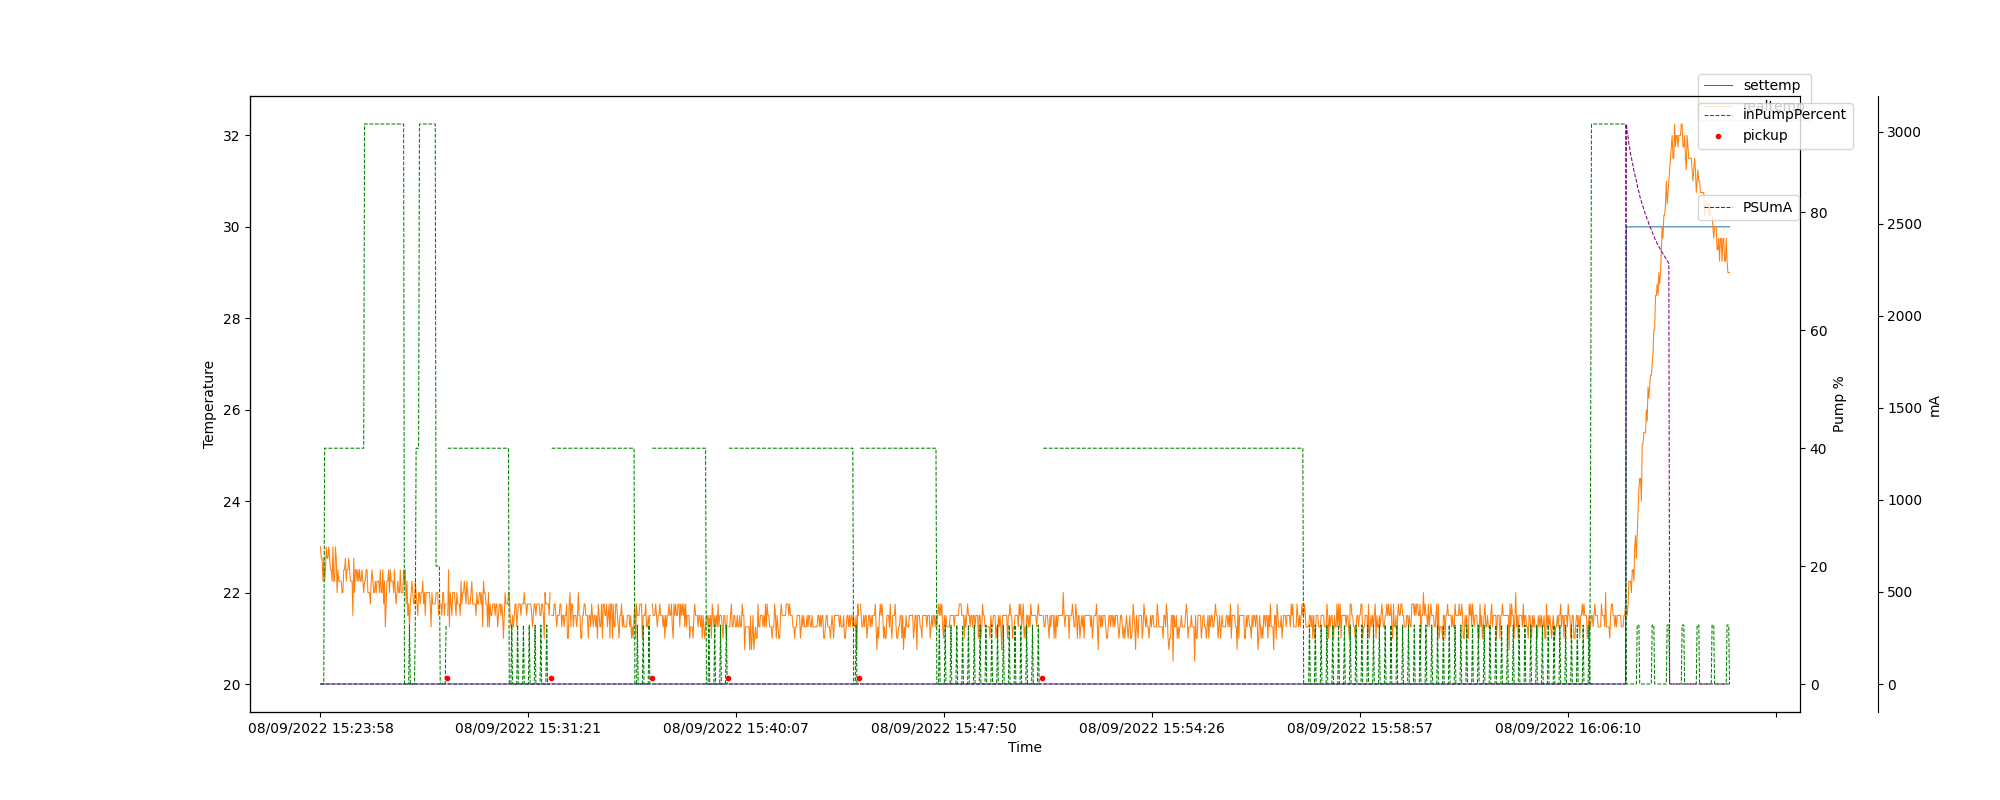 settemp
realtemp
inPumpPercent
pickup
PSUmA
32
30
28
26
24
22
20
Temperature
80
60
40
20
0
Pump %
3000
2500
2000
1500
1000
500
0
mA
08/09/2022 15:23:58
08/09/2022 15:31:21
08/09/2022 15:40:07
08/09/2022 15:47:50
08/09/2022 15:54:26
08/09/2022 15:58:57
08/09/2022 16:06:10
Time